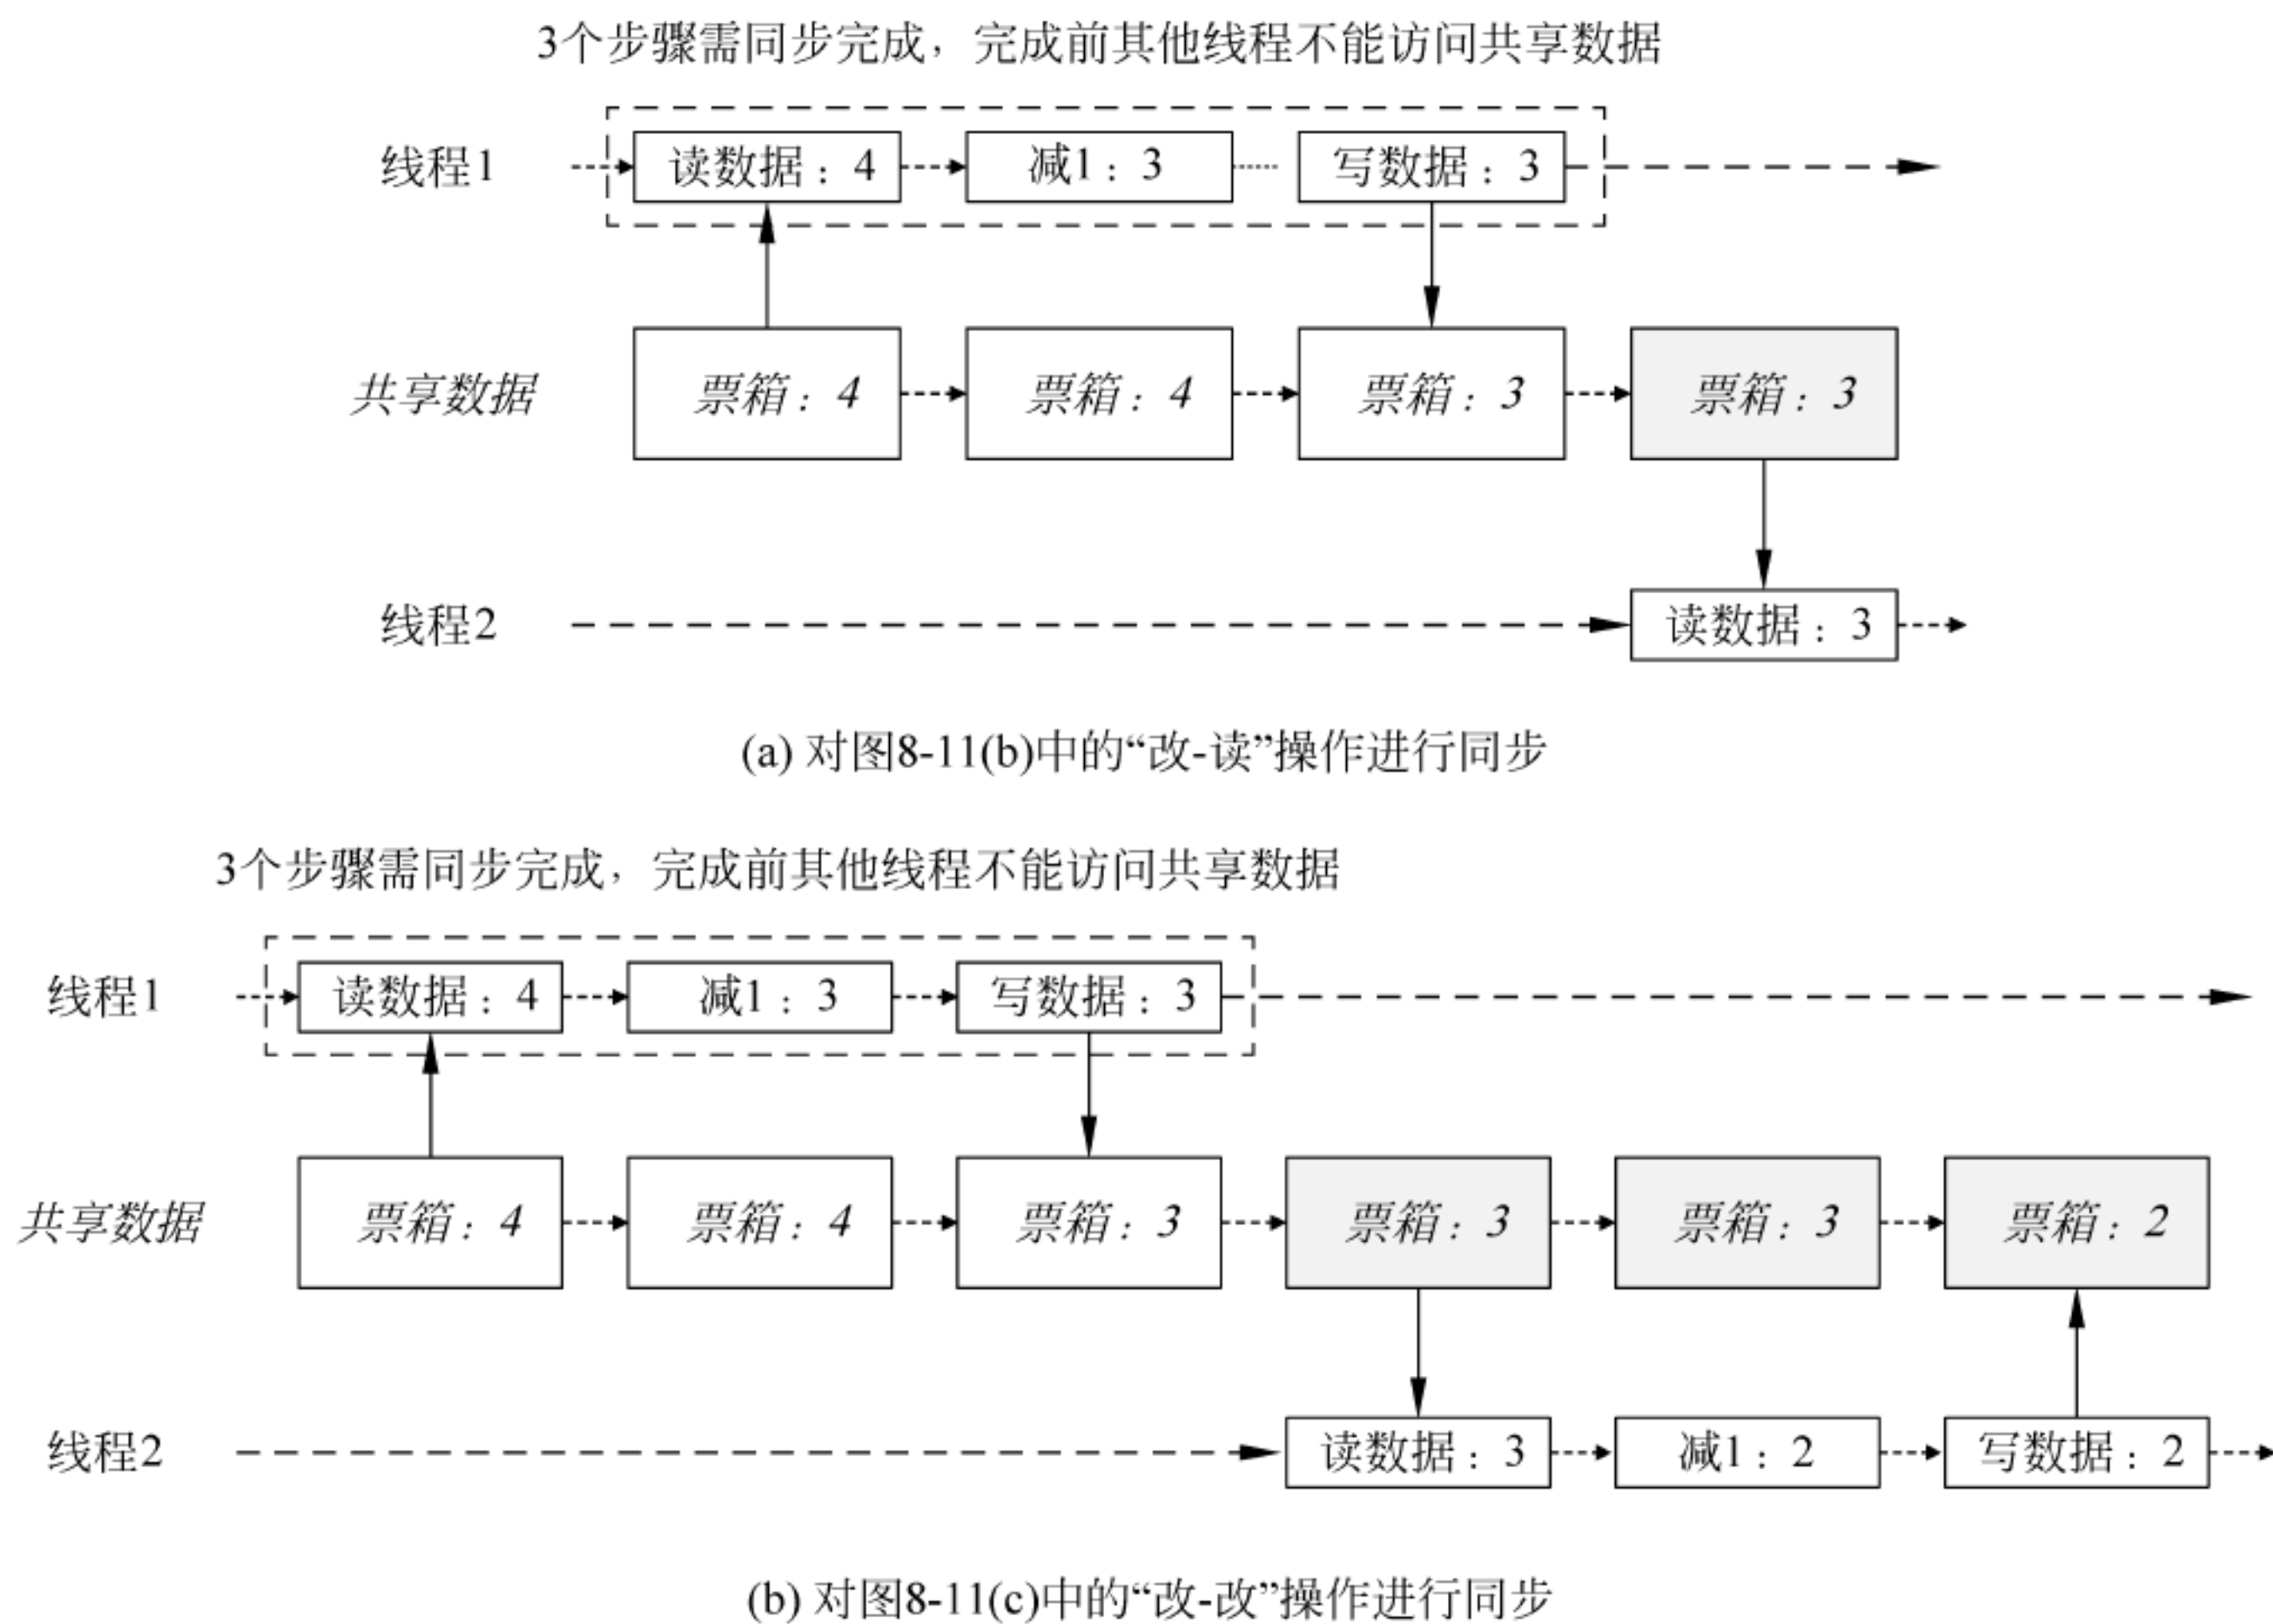 3个步骤需同步完成，完成前其他线程不能访问共享数据
线程1 读数据：4 减1：3 写数据：3
共享数据 票箱：4 票箱：4 票箱：3 票箱：3
线程2 读数据：3
(a) 对图8-11(b)中的“改-读”操作进行同步
3个步骤需同步完成，完成前其他线程不能访问共享数据
线程1 读数据：4 减1：3 写数据：3
共享数据 票箱：4 票箱：4 票箱：3 票箱：3 票箱：3 票箱：2
线程2 读数据：3 减1：2 写数据：2
(b) 对图8-11(c)中的“改-改”操作进行同步